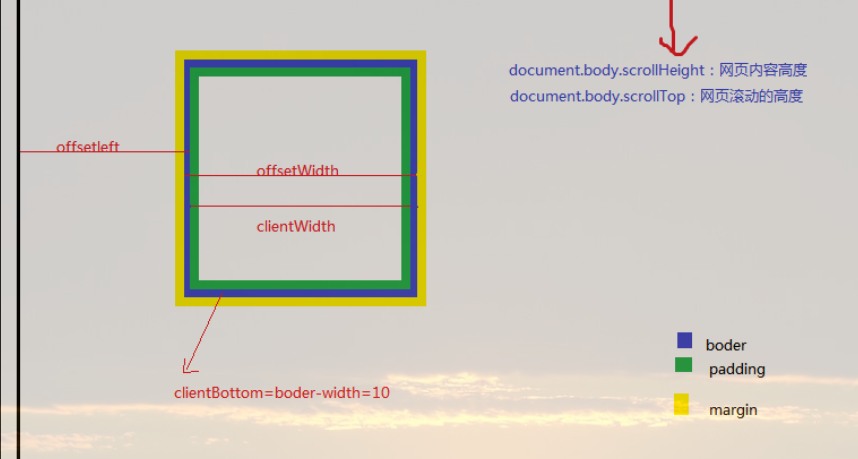 document.body.scrollHeight：网页内容高度
document.body.scrollTop：网页滚动的高度
offsetleft
offsetWidth
clientWidth
boder
padding
clientBottom=boder-width=10
margin